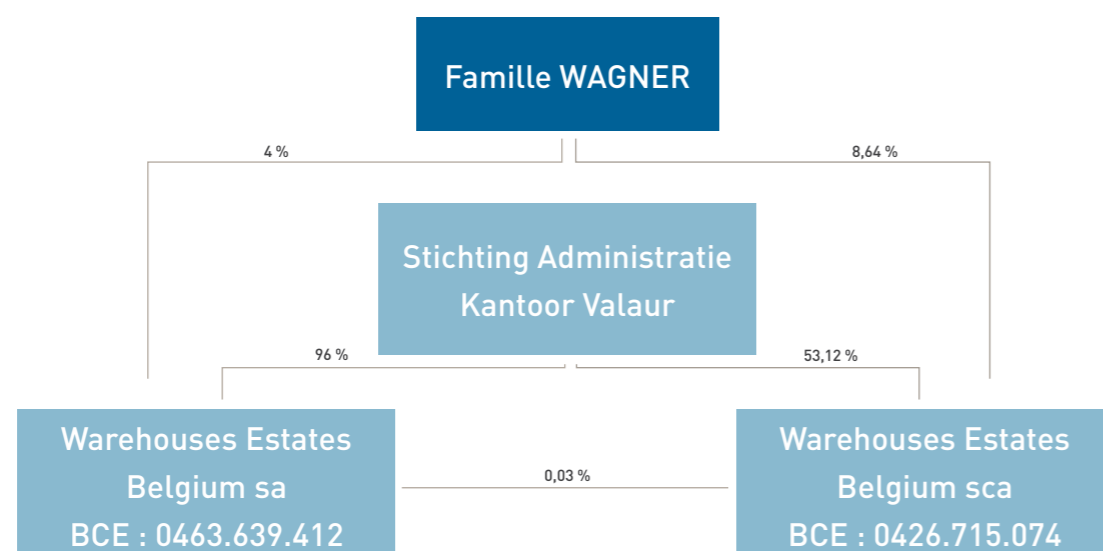 Famille WAGNER
4 %
8,64 %
Stichting Administratie
Kantoor Valaur
96 %
53,12 %
Warehouses Estates
Belgium sa
BCE : 0463.639.412
0,03 %
Warehouses Estates
Belgium sca
BCE : 0426.715.074